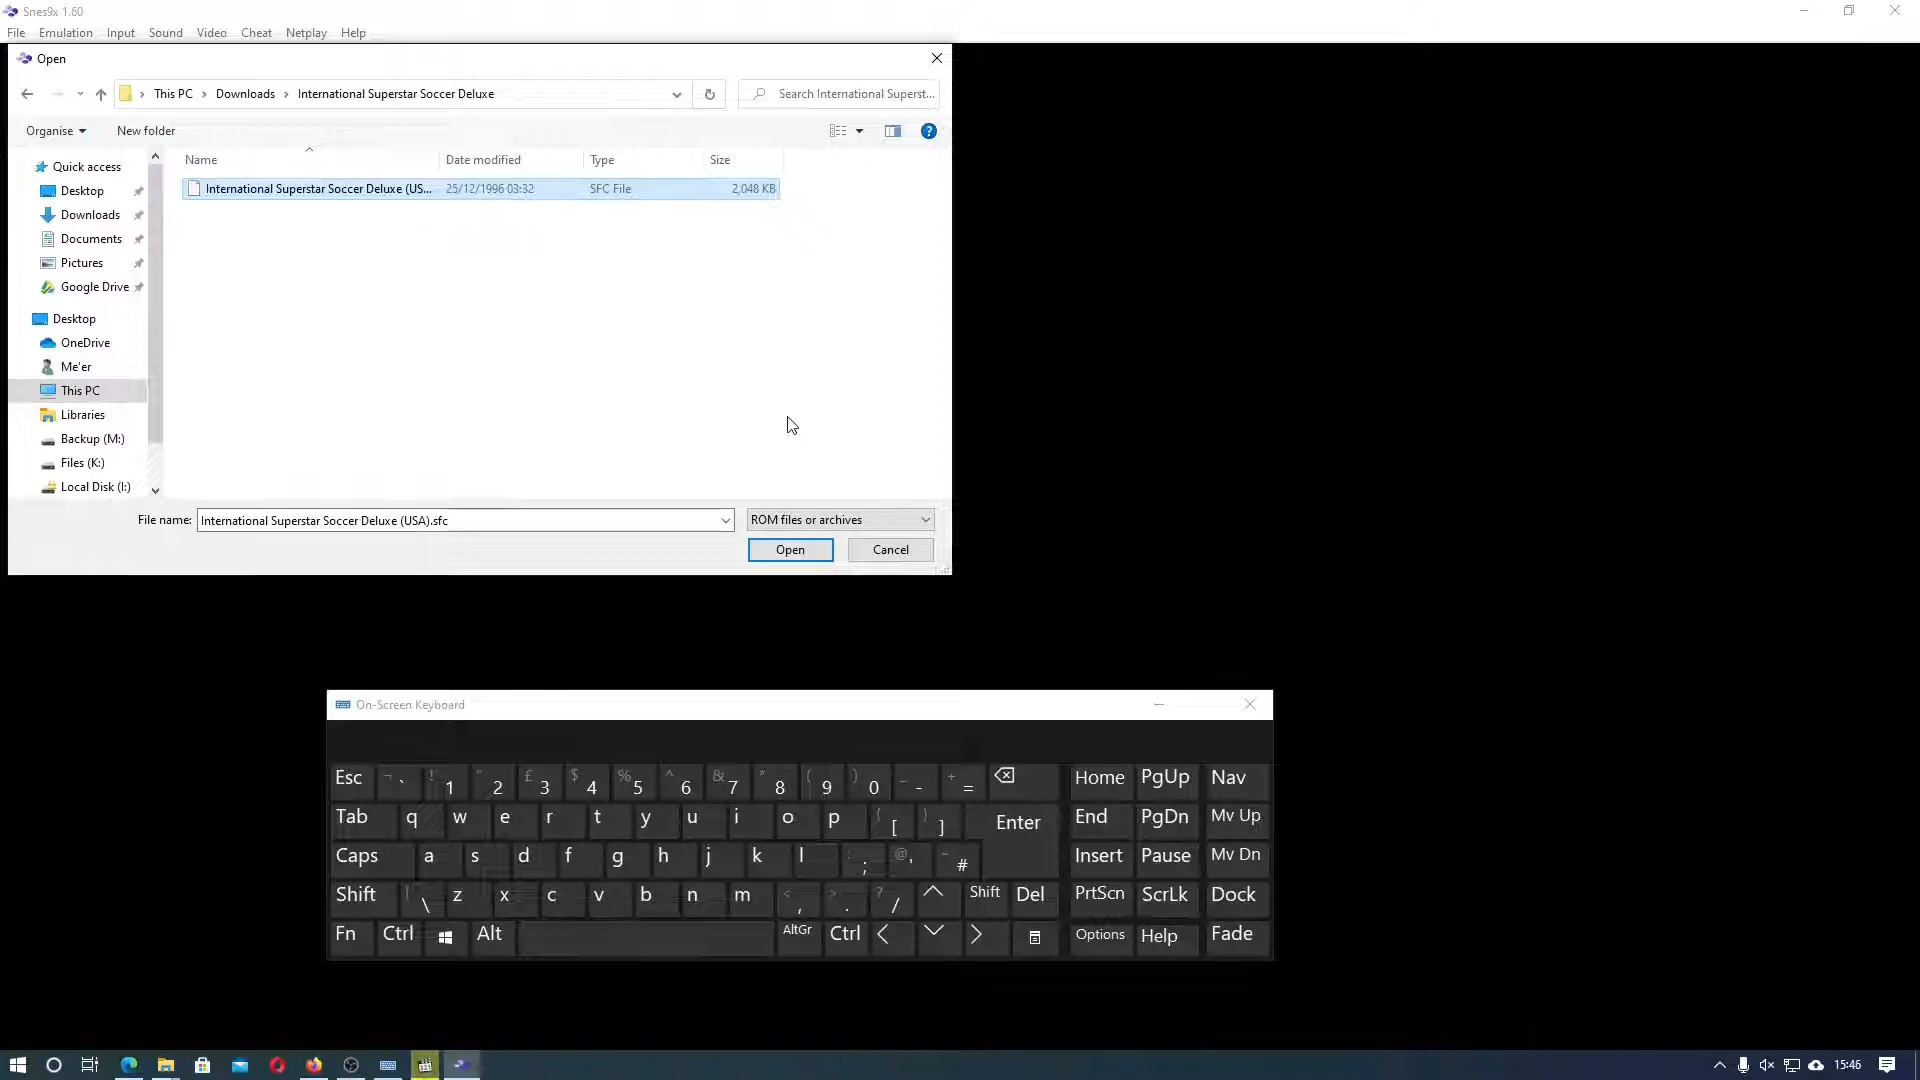 Snes9x 1.60
File Emulation Input Sound Video Cheat Netplay Help
Open
This PC > Downloads > International Superstar Soccer Deluxe
Search International Superst...
Organise New folder
Name Date modified Type Size
International Superstar Soccer Deluxe (US... 25/12/1996 03:32 SFC File 2,048 KB
Quick access
Desktop
Downloads
Documents
Pictures
Google Drive
Desktop
OneDrive
Me'er
This PC
Libraries
Backup (M:)
Files (K:)
Local Disk (I:)
File name: International Superstar Soccer Deluxe (USA).sfc ROM files or archives
Open Cancel
On-Screen Keyboard
Esc ¬ ` ! 1 " 2 £ 3 $ 4 % 5 ^ 6 & 7 * 8 ( 9 ) 0 _ - + = Home PgUp Nav
Tab q w e r t y u i o p { [ } ] Enter End PgDn Mv Up
Caps a s d f g h j k l : ; @ ' ~ # Insert Pause Mv Dn
Shift | \ z x c v b n m < , > . ? / Shift Del PrtScn ScrLk Dock
Fn Ctrl Alt AltGr Ctrl Options Help Fade
15:46